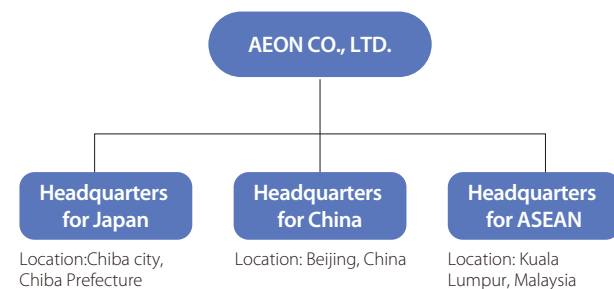 AEON CO., LTD.
Headquarters
for Japan
Location:Chiba city,
Chiba Prefecture
Headquarters
for China
Location: Beijing, China
Headquarters
for ASEAN
Location: Kuala
Lumpur, Malaysia